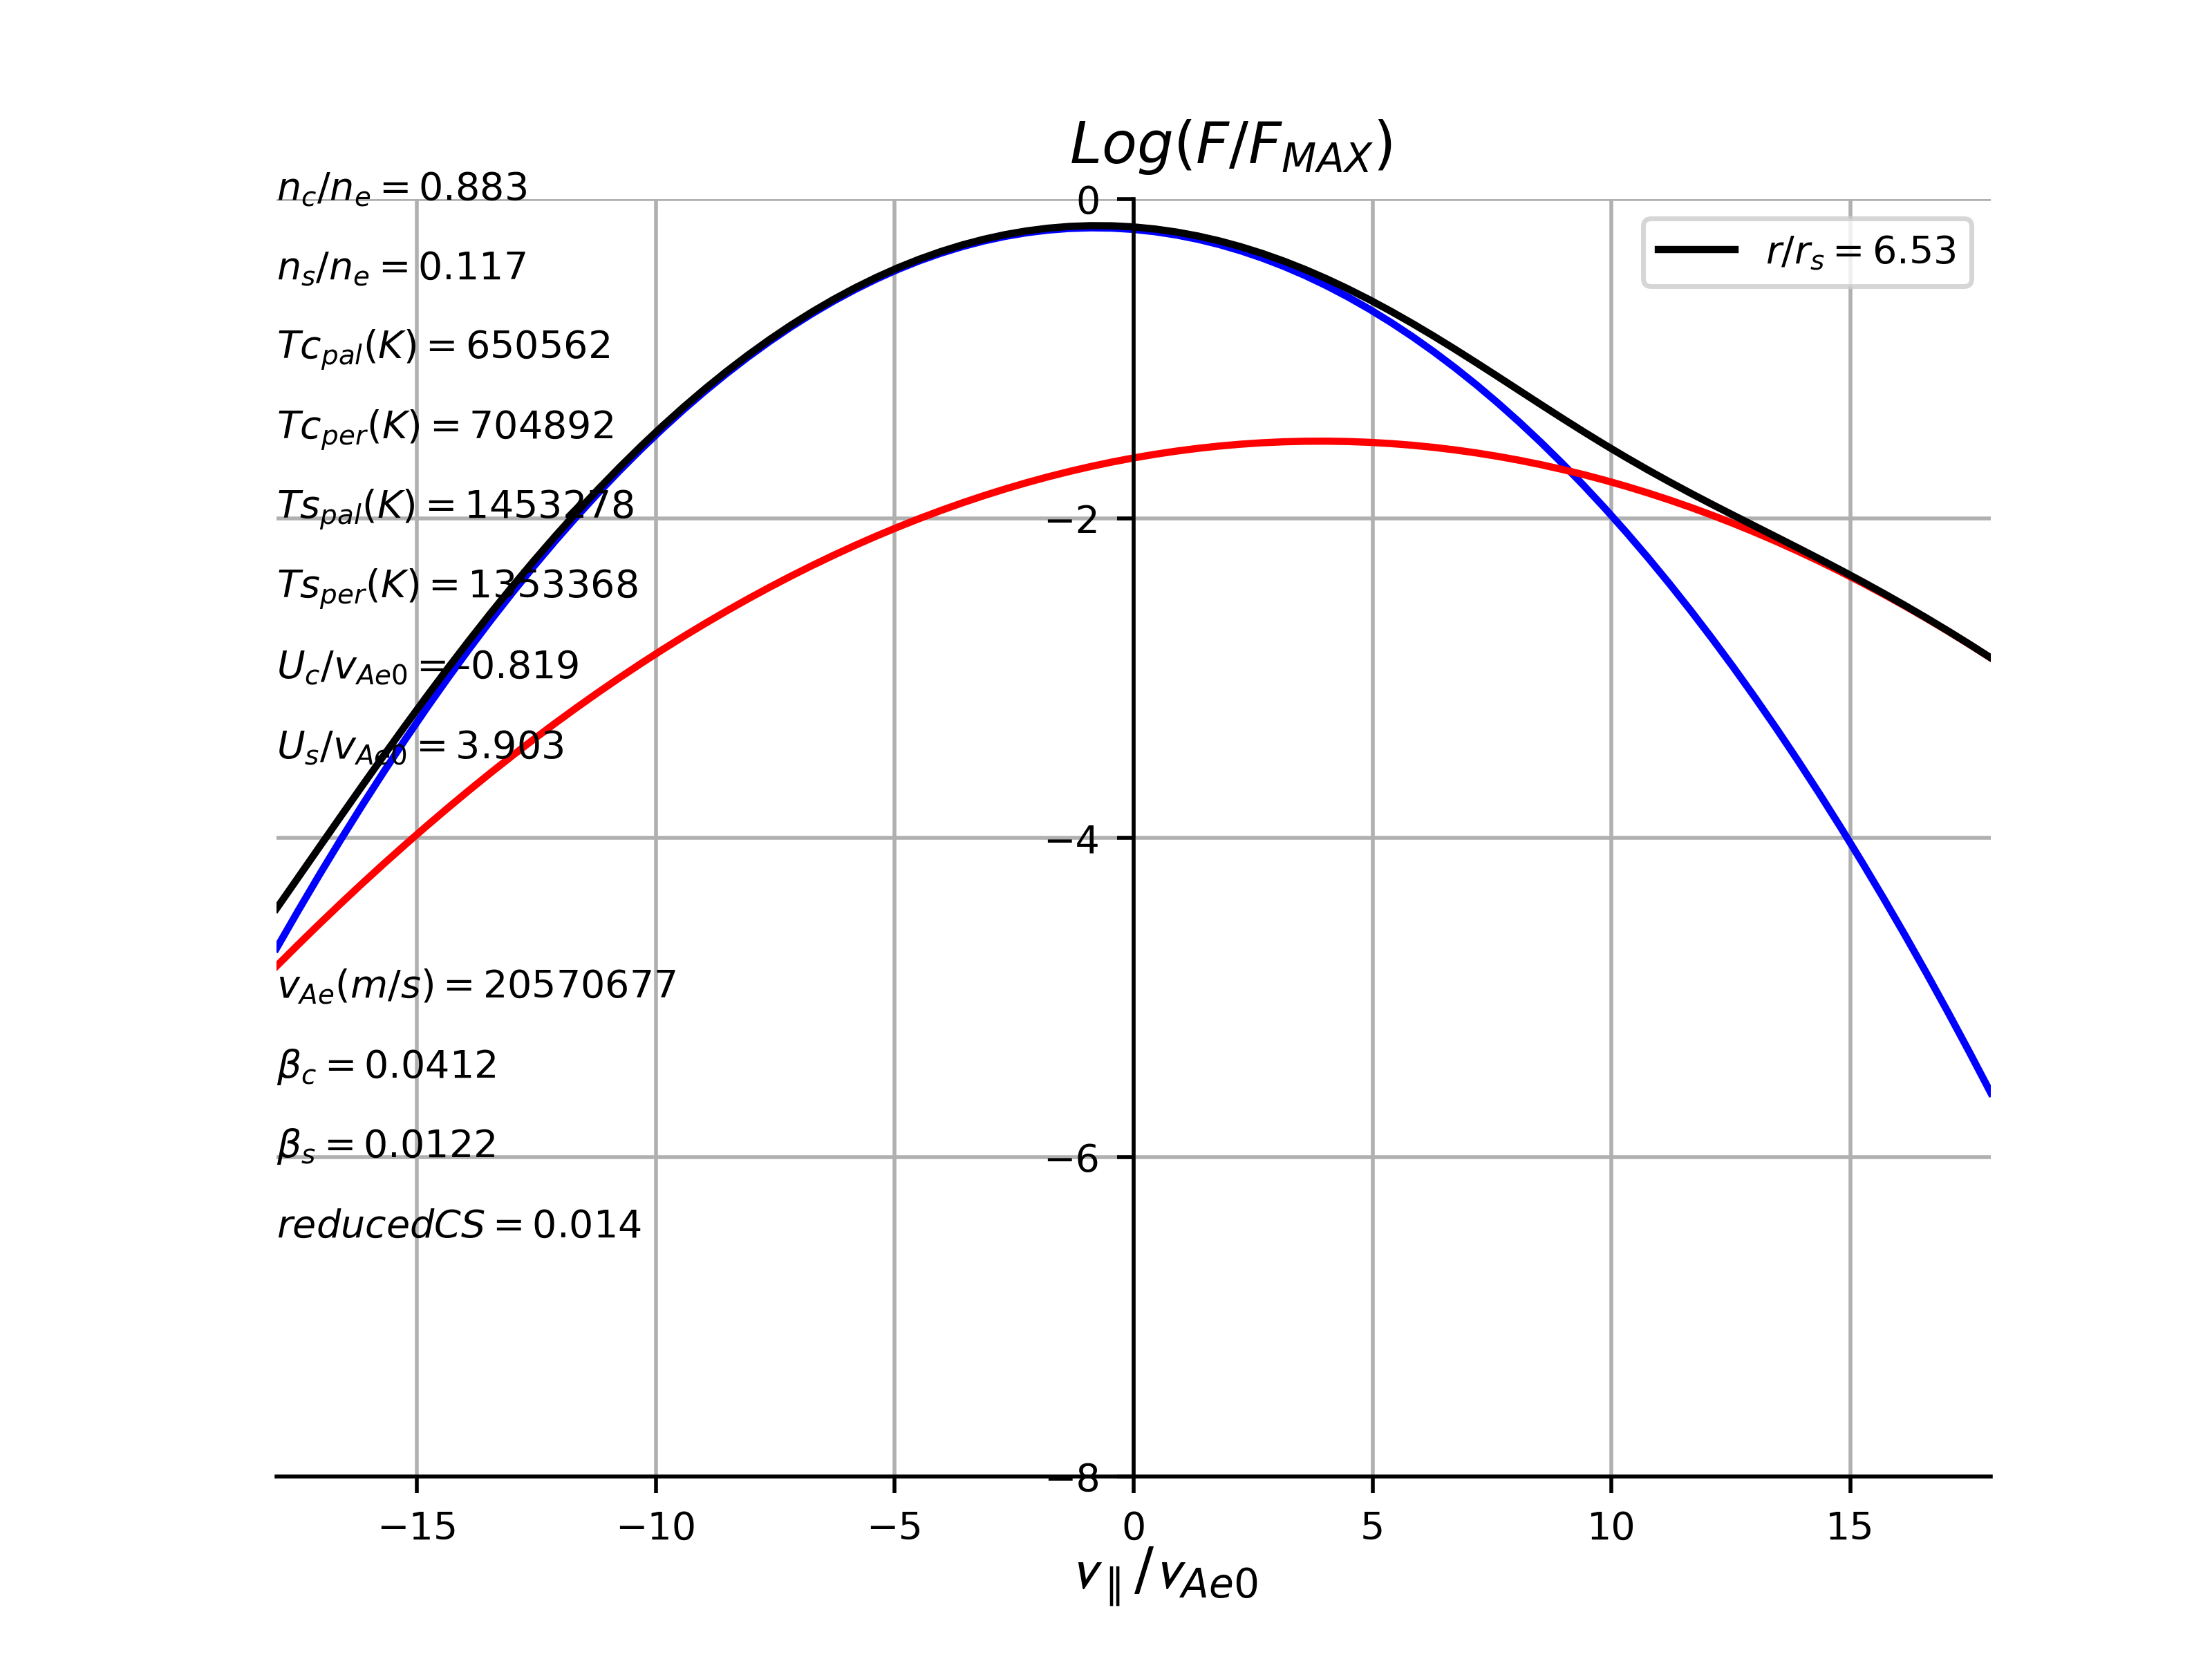 Log(F/F_MAX)
n_c/n_e = 0.883
n_s/n_e = 0.117
Tc_pal(K) = 650562
Tc_per(K) = 704892
Ts_pal(K) = 1453278
Ts_per(K) = 1353368
U_c/v_Ae0 = -0.819
U_s/v_Ae0 = 3.903
v_Ae(m/s) = 20570677
β_c = 0.0412
β_s = 0.0122
reducedCS = 0.014
r/r_s = 6.53
0
−2
−4
−6
−8
−15 −10 −5 0 5 10 15
v_∥/v_Ae0